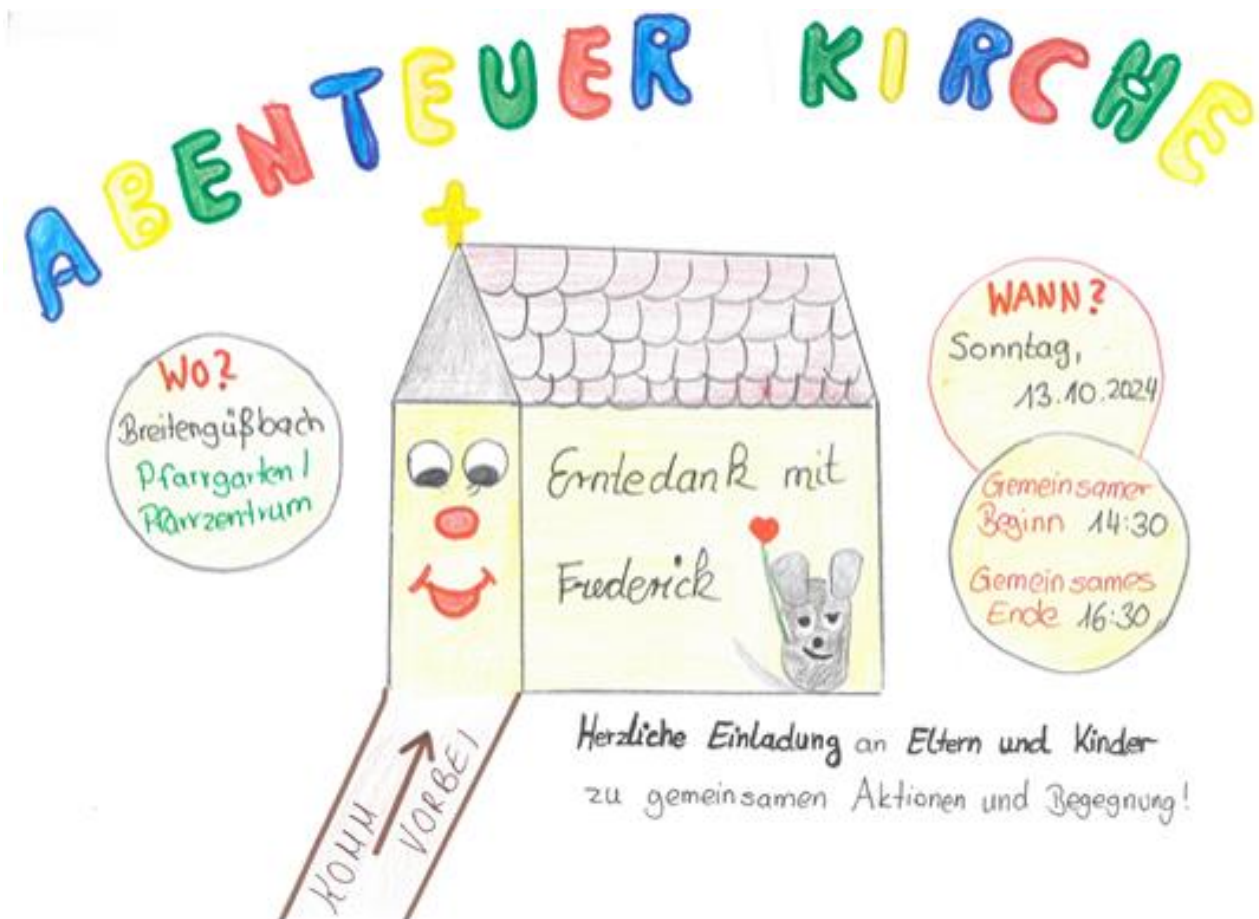 ABENTEUER KIRCHE
WO?
Breitengüßbach
Pfarrgarten/
Pfarrzentrum
WANN?
Sonntag,
13.10.2024
Gemeinsamer
Beginn 14:30
Gemeinsames
Ende 16:30
Erntedank mit
Frederick
KOMM
VORBEI
Herzliche Einladung an Eltern und Kinder
zu gemeinsamen Aktionen und Begegnung!